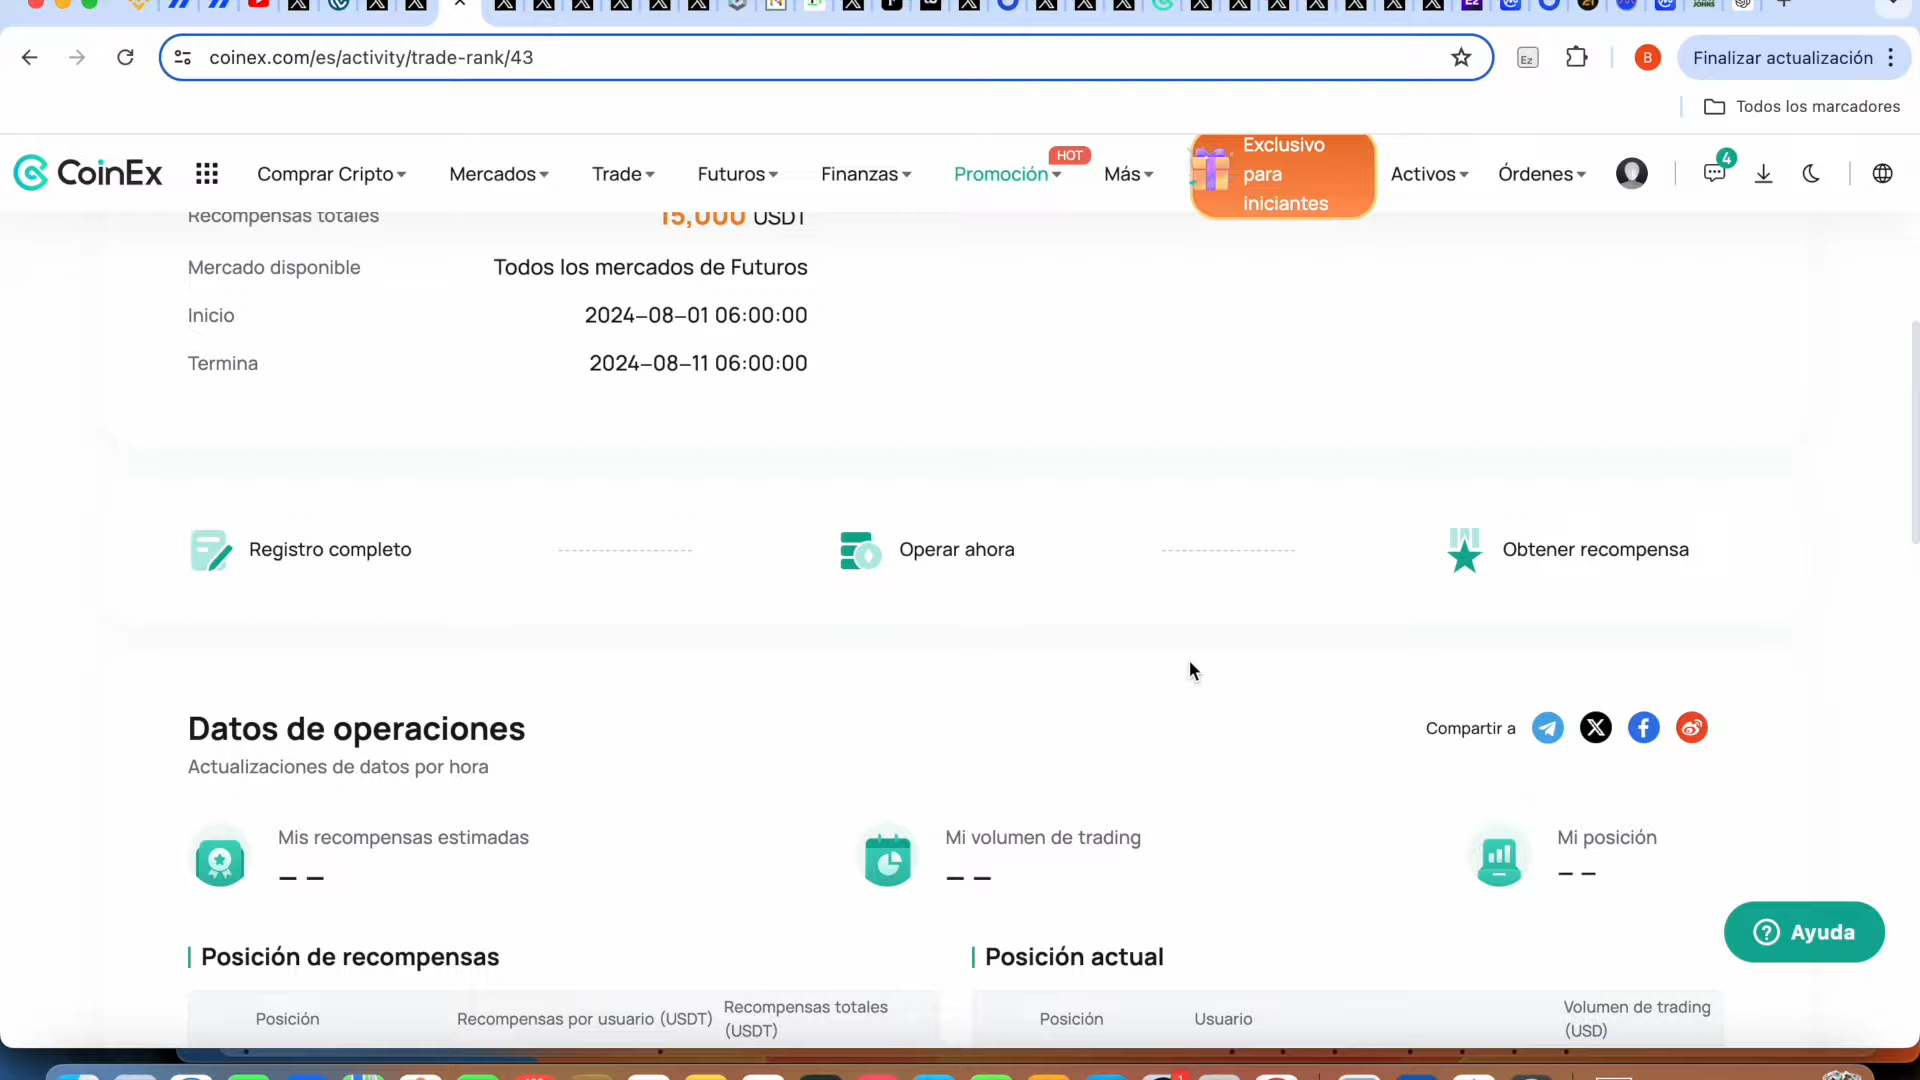 coinex.com/es/activity/trade-rank/43
Ez
B
Finalizar actualización
Todos los marcadores
CoinEx
Comprar Cripto
Mercados
Trade
Futuros
Finanzas
Promoción
HOT
Más
Exclusivo
para
iniciantes
Activos
Órdenes
4
Recompensas totales
15,000 USDT
Mercado disponible
Todos los mercados de Futuros
Inicio
2024-08-01 06:00:00
Termina
2024-08-11 06:00:00
Registro completo
Operar ahora
Obtener recompensa
Datos de operaciones
Compartir a
Actualizaciones de datos por hora
Mis recompensas estimadas
– –
Mi volumen de trading
– –
Mi posición
– –
Ayuda
Posición de recompensas
Posición actual
Posición
Recompensas por usuario (USDT)
Recompensas totales
(USDT)
Posición
Usuario
Volumen de trading
(USD)